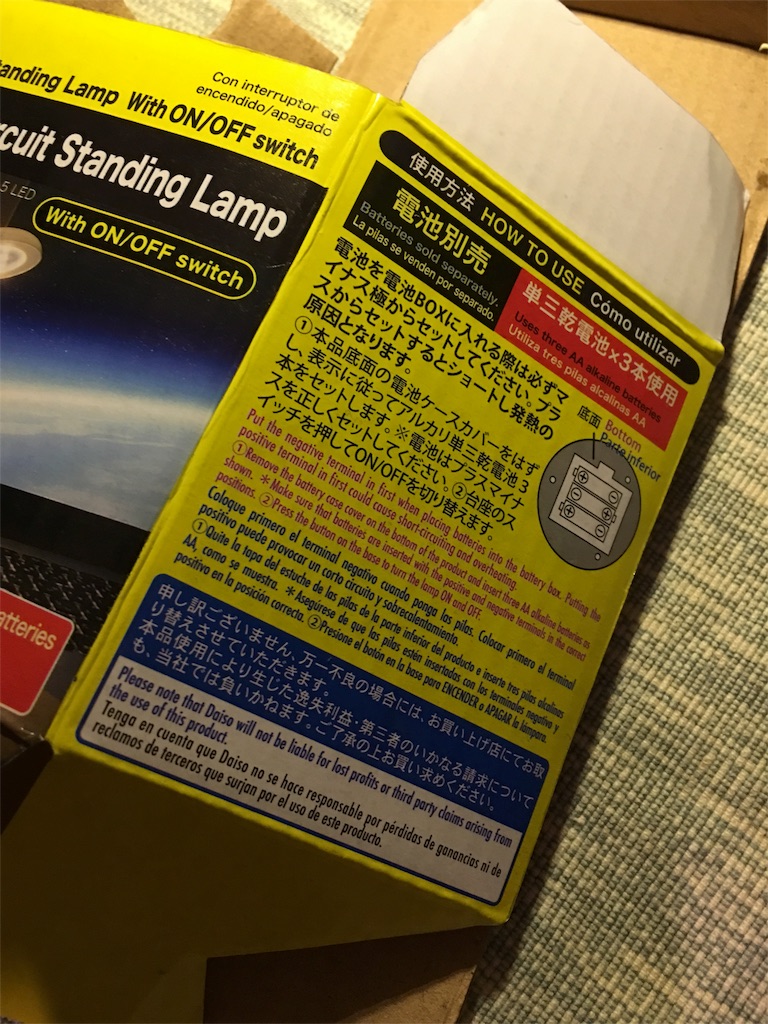 tanding Lamp With ON/OFF switch
Con interruptor de
encendido/apagado
rcuit Standing Lamp
5 LED
With ON/OFF switch
atteries
使用方法 HOW TO USE Cómo utilizar
電池別売
Batteries sold separately.
La pilas se venden por separado.
単三乾電池×3本使用
Uses three AA alkaline batteries
Utiliza tres pilas alcalinas AA
電池を電池BOXに入れる際は必ずマ
イナス極からセットしてください。プラ
スからセットするとショートし発熱の
原因となります。
①本品底面の電池ケースカバーをはず
し、表示に従ってアルカリ単三乾電池3
本をセットします。※電池はプラスマイナ
スを正しくセットしてください。②台座のス
イッチを押してON/OFFを切り替えます。
底面 Bottom
Parte inferior
Put the negative terminal in first when placing batteries into the battery box. Putting the
positive terminal in first could cause short-circuiting and overheating.
①Remove the battery case cover on the bottom of the product and insert three AA alkaline batteries as
shown. ＊Make sure that batteries are inserted with the positive and negative terminals in the correct
positions. ②Press the button on the base to turn the lamp ON and OFF.
Coloque primero el terminal negativo cuando ponga las pilas. Colocar primero el terminal
positivo puede provocar un corto circuito y sobrecalentamiento.
①Quite la tapa del estuche de las pilas de la parte inferior del producto e inserte tres pilas alcalinas
AA, como se muestra. ＊Asegúrese de que las pilas estén insertadas con los terminales negativo y
positivo en la posición correcta. ②Presione el botón en la base para ENCENDER o APAGAR la lámpara.
申し訳ございません、万一不良の場合には、お買い上げ店にてお取
り替えさせていただきます。
本品使用により生じた逸失利益・第三者のいかなる請求について
も、当社では負いかねます。ご了承の上お買い求めください。
Please note that Daiso will not be liable for lost profits or third party claims arising from
the use of this product.
Tenga en cuenta que Daiso no se hace responsable por pérdidas de ganancias ni de
reclamos de terceros que surjan por el uso de este producto.